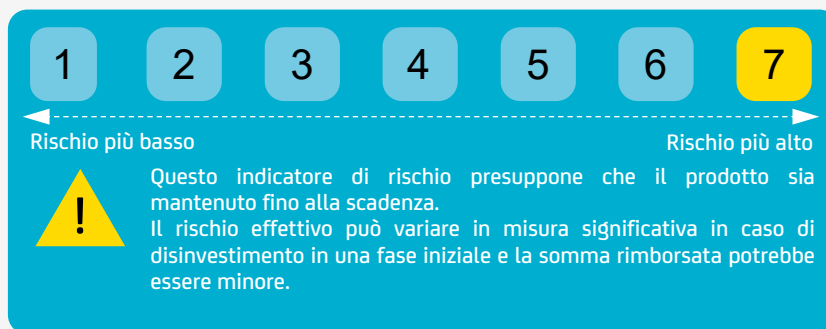 1 2 3 4 5 6 7
Rischio più basso Rischio più alto
!
Questo indicatore di rischio presuppone che il prodotto sia
mantenuto fino alla scadenza.
Il rischio effettivo può variare in misura significativa in caso di
disinvestimento in una fase iniziale e la somma rimborsata potrebbe
essere minore.